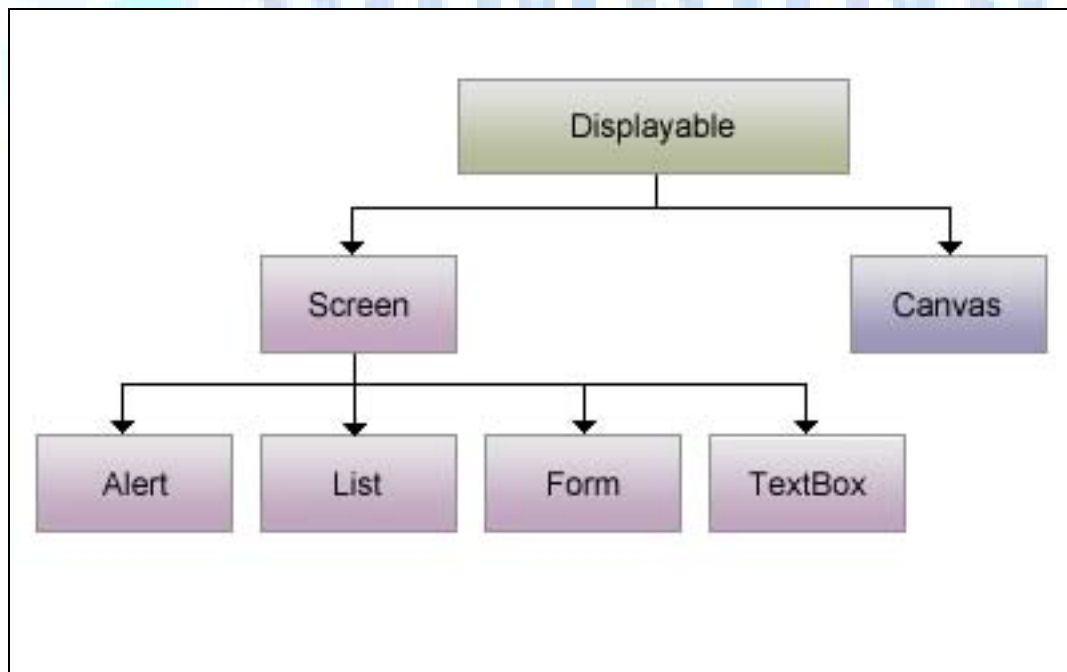 Displayable
Screen
Canvas
Alert
List
Form
TextBox